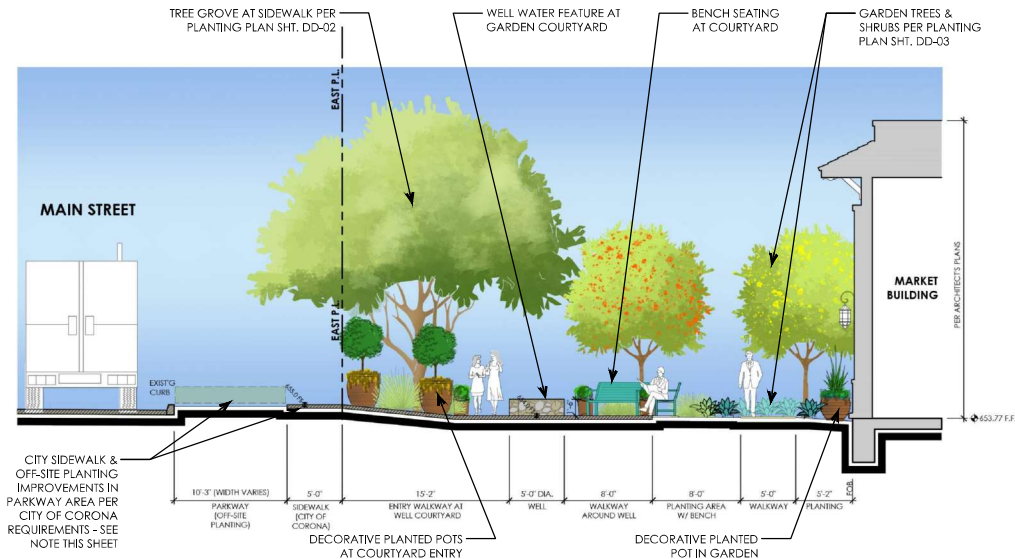 TREE GROVE AT SIDEWALK PER
PLANTING PLAN SHT. DD-02
WELL WATER FEATURE AT
GARDEN COURTYARD
BENCH SEATING
AT COURTYARD
GARDEN TREES &
SHRUBS PER PLANTING
PLAN SHT. DD-03
EAST P.L.
MAIN STREET
EAST P.L.
MARKET
BUILDING
PER ARCHITECTS PLANS
EXIST'G
CURB
653.77 F.F.
CITY SIDEWALK &
OFF-SITE PLANTING
IMPROVEMENTS IN
PARKWAY AREA PER
CITY OF CORONA
REQUIREMENTS - SEE
NOTE THIS SHEET
10'-3" (WIDTH VARIES)
PARKWAY
(OFF-SITE
PLANTING)
5'-0"
SIDEWALK
(CITY OF
CORONA)
15'-2"
ENTRY WALKWAY AT
WELL COURTYARD
5'-0" DIA.
WELL
8'-0"
WALKWAY
AROUND WELL
8'-0"
PLANTING AREA
W/ BENCH
5'-0"
WALKWAY
5'-2"
PLANTING
FOB.
DECORATIVE PLANTED POTS
AT COURTYARD ENTRY
DECORATIVE PLANTED
POT IN GARDEN